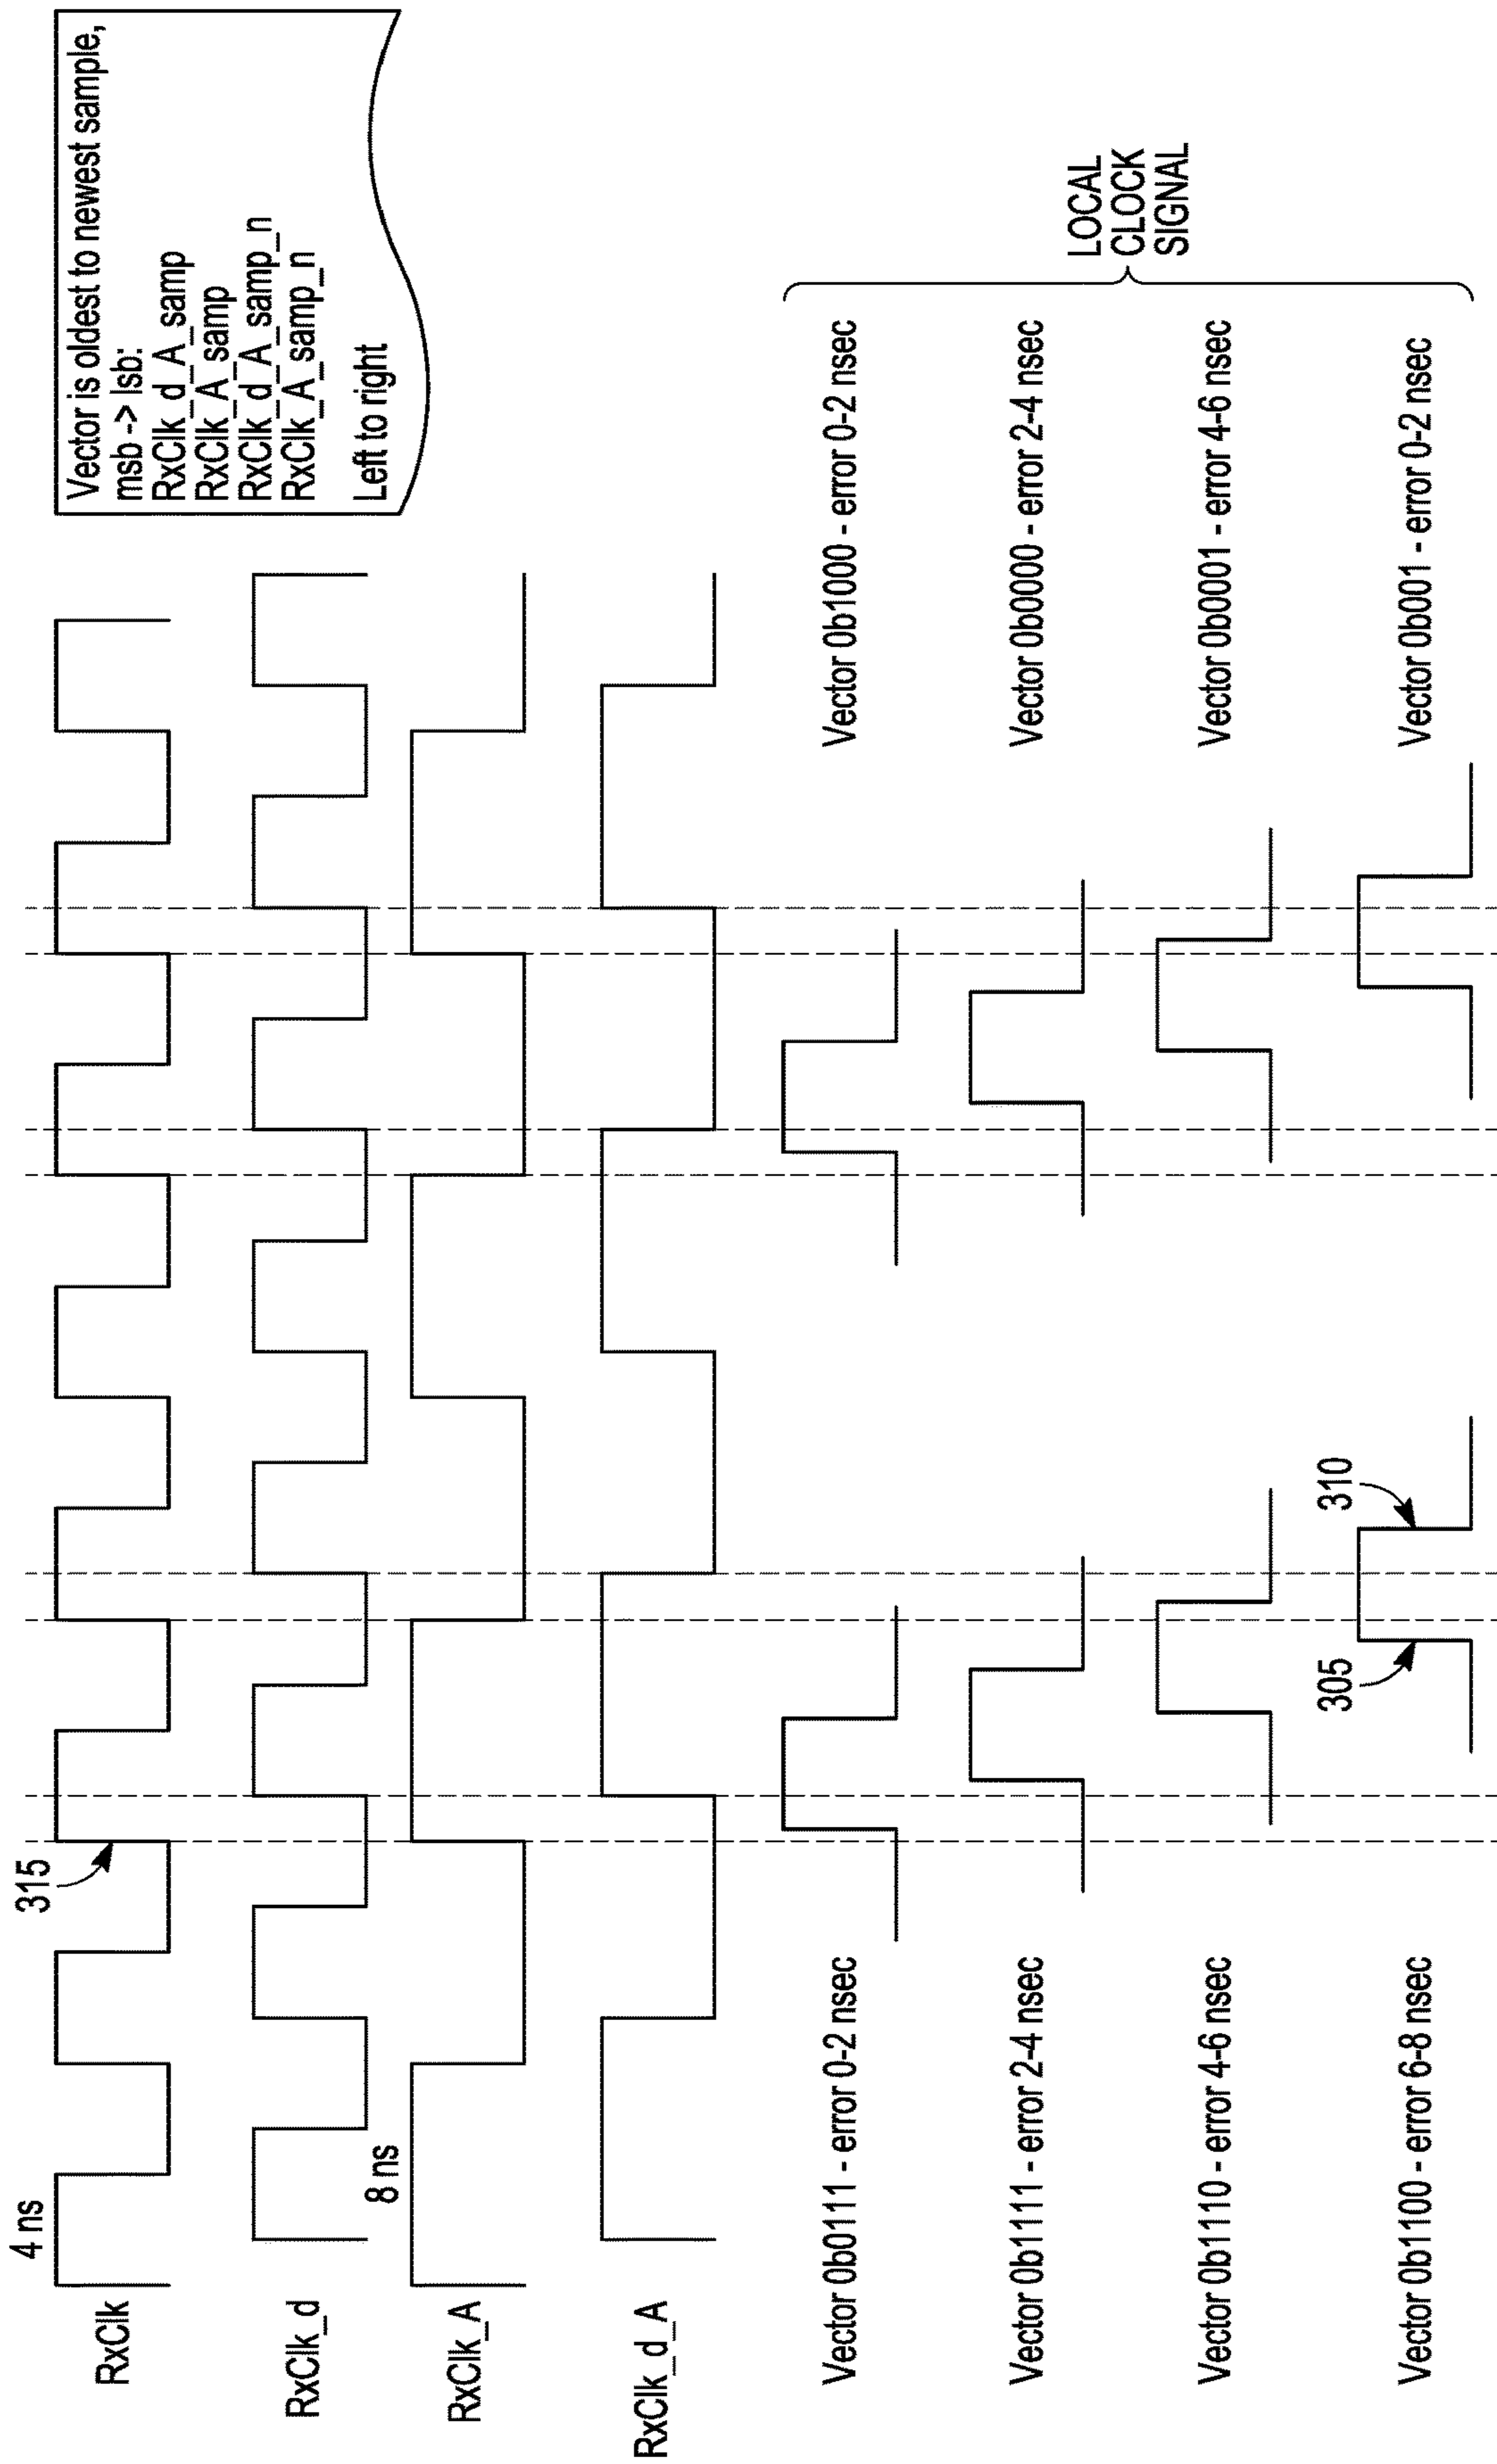 4 ns
315
RxClk
RxClk_d
8 ns
RxClk_A
RxClk_d_A
Vector is oldest to newest sample,
msb -> lsb:
RxClk_d_A_samp
RxClk_A_samp
RxClk_d_A_samp_n
RxClk_A_samp_n
Left to right
Vector 0b0111 - error 0-2 nsec
Vector 0b1000 - error 0-2 nsec
Vector 0b1111 - error 2-4 nsec
Vector 0b0000 - error 2-4 nsec
Vector 0b1110 - error 4-6 nsec
Vector 0b0001 - error 4-6 nsec
305
310
Vector 0b1100 - error 6-8 nsec
Vector 0b001 - error 0-2 nsec
LOCAL
CLOCK
SIGNAL